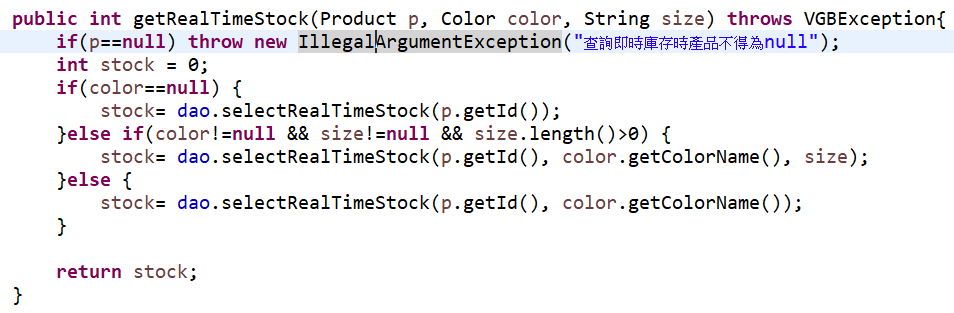 public int getRealTimeStock(Product p, Color color, String size) throws VGBException{
if(p==null) throw new IllegalArgumentException("查詢即時庫存時產品不得為null");
int stock = 0;
if(color==null) {
stock= dao.selectRealTimeStock(p.getId());
}else if(color!=null && size!=null && size.length()>0) {
stock= dao.selectRealTimeStock(p.getId(), color.getColorName(), size);
}else {
stock= dao.selectRealTimeStock(p.getId(), color.getColorName());
}
return stock;
}